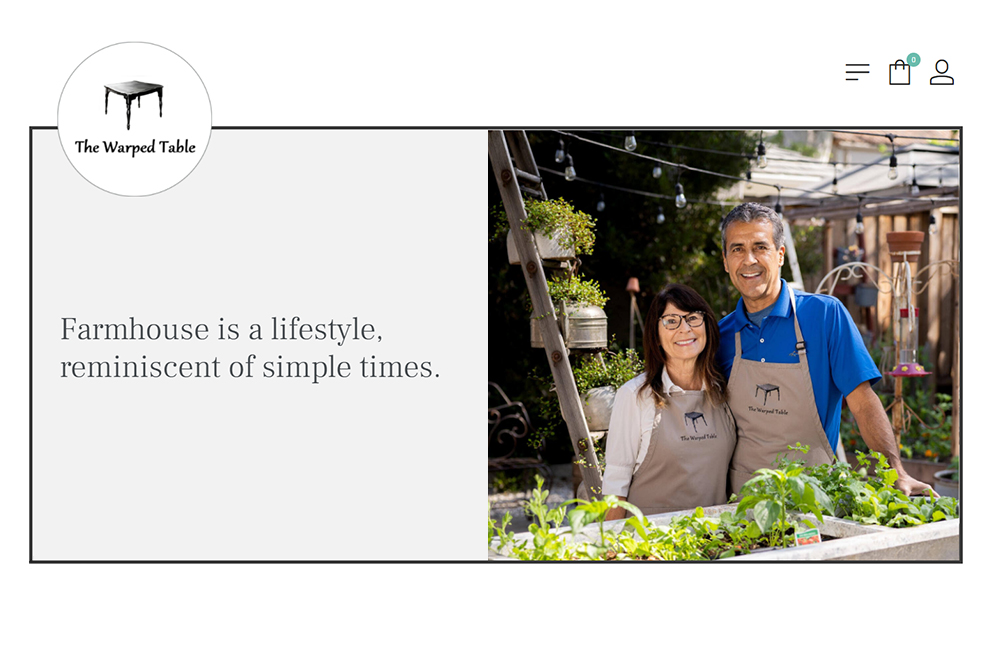 0
The Warped Table
Farmhouse is a lifestyle,
reminiscent of simple times.
The Warped Table
The Warped Table